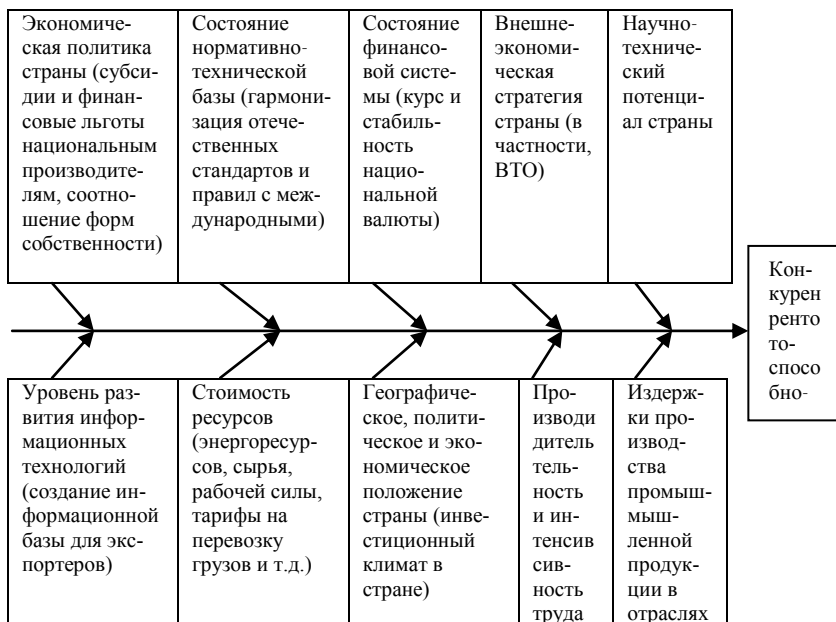 Экономиче-
ская политика
страны (субси-
дии и финан-
совые льготы
национальным
производите-
лям, соотно-
шение форм
собственности)
Состояние
нормативно-
технической
базы (гармони-
зация отече-
ственных
стандартов и
правил с меж-
дународными)
Состояние
финансо-
вой систе-
мы (курс и
стабиль-
ность
нацио-
нальной
валюты)
Внешне-
экономи-
ческая
стратегия
страны (в
частности,
ВТО)
Научно-
техниче-
ский
потенци-
ал страны
Кон-
курен
ренто
то-
спосо
бно-
Уровень раз-
вития инфор-
мационных
технологий
(создание ин-
формационной
базы для экс-
портеров)
Стоимость
ресурсов
(энергоресур-
сов, сырья,
рабочей силы,
тарифы на
перевозку
грузов и т.д.)
Географиче-
ское, полити-
ческое и эко-
номическое
положение
страны (инве-
стиционный
климат в
стране)
Про-
изводи
дитель
тель-
ность
и ин-
тенсив
сив-
ность
труда
Издерж-
ки про-
извод-
ства
промыш-
мыш-
ленной
продук-
ции в
отраслях